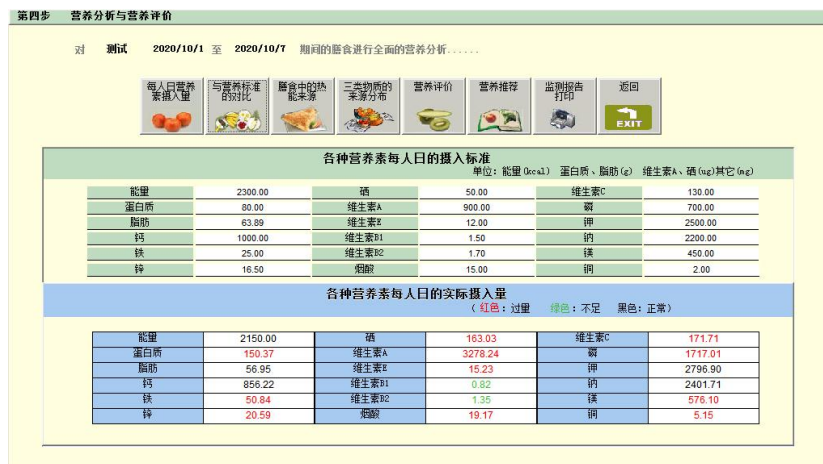 第四步 营养分析与营养评价
对 测试 2020/10/1 至 2020/10/7 期间的膳食进行全面的营养分析......
每人日营养素摄入量 与营养标准的对比 膳食中的热能来源 三类物质的来源分布 营养评价 营养推荐 监测报告打印 返回
EXIT
各种营养素每人日的摄入标准
单位:能量(kcal) 蛋白质、脂肪(g) 维生素A、硒(ug)其它(mg)
能量 2300.00 硒 50.00 维生素C 130.00
蛋白质 80.00 维生素A 900.00 磷 700.00
脂肪 63.89 维生素E 12.00 钾 2500.00
钙 1000.00 维生素B1 1.50 钠 2200.00
铁 25.00 维生素B2 1.70 镁 450.00
锌 16.50 烟酸 15.00 铜 2.00
各种营养素每人日的实际摄入量
(红色:过量 绿色:不足 黑色:正常)
能量 2150.00 硒 163.03 维生素C 171.71
蛋白质 150.37 维生素A 3278.24 磷 1717.01
脂肪 56.95 维生素E 15.23 钾 2796.90
钙 856.22 维生素B1 0.82 钠 2401.71
铁 50.84 维生素B2 1.35 镁 576.10
锌 20.59 烟酸 19.17 铜 5.15